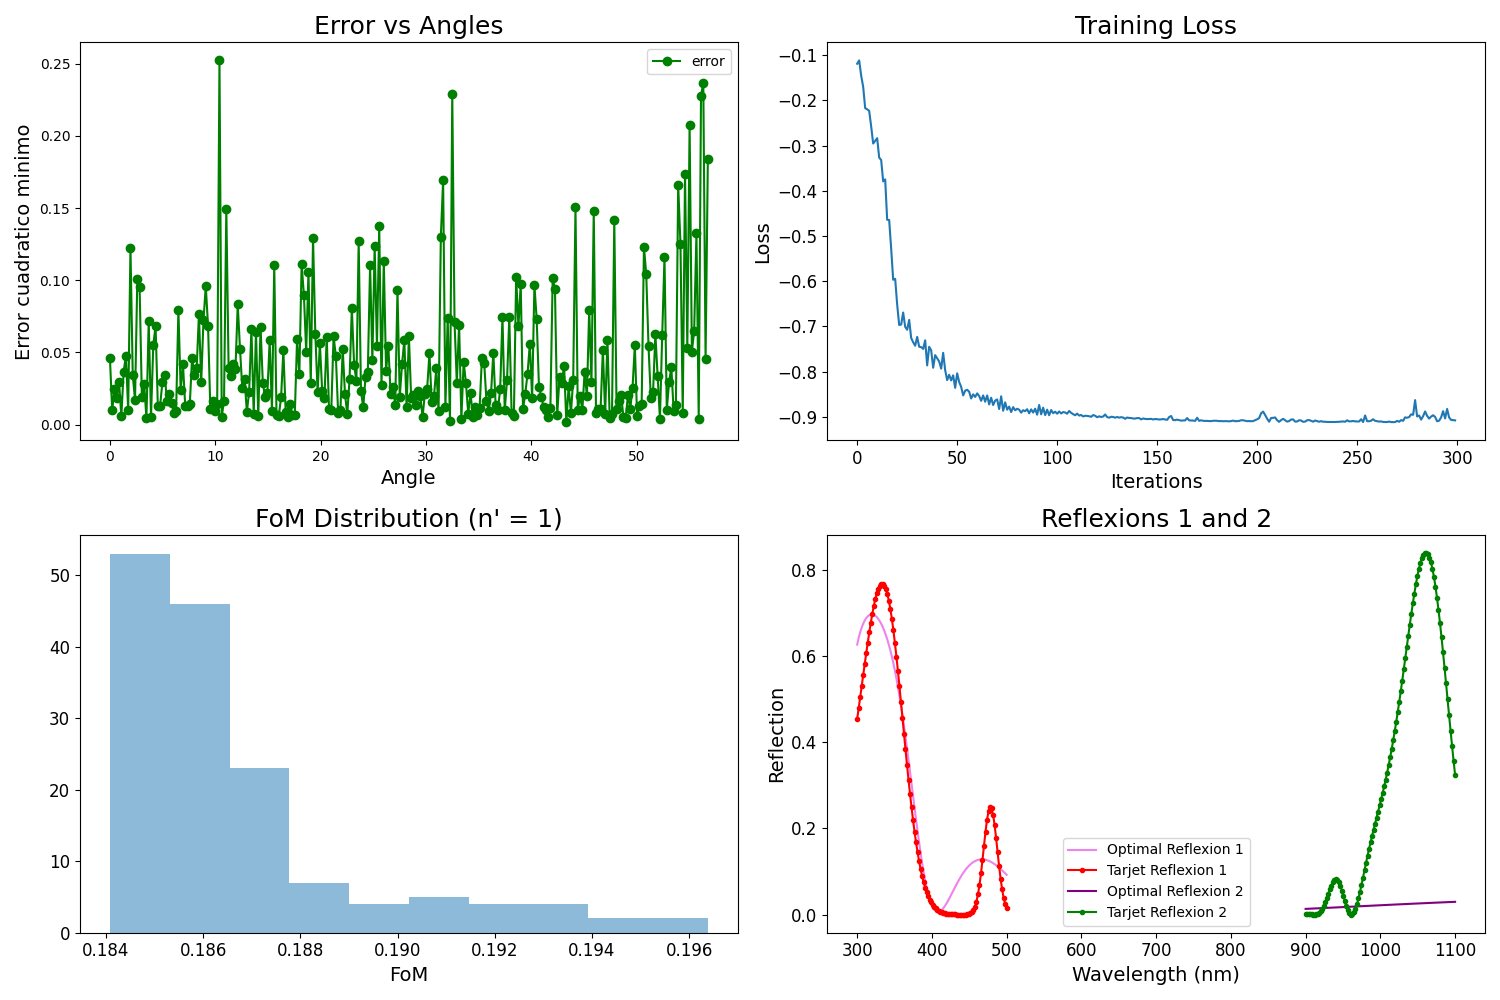 Error vs Angles
error
0.25
0.20
0.15
0.10
0.05
0.00
Error cuadratico minimo
0 10 20 30 40 50
Angle
Training Loss
−0.1
−0.2
−0.3
−0.4
−0.5
−0.6
−0.7
−0.8
−0.9
Loss
0 50 100 150 200 250 300
Iterations
FoM Distribution (n' = 1)
50
40
30
20
10
0
0.184 0.186 0.188 0.190 0.192 0.194 0.196
FoM
Reflexions 1 and 2
0.8
0.6
0.4
0.2
0.0
Reflection
Optimal Reflexion 1
Tarjet Reflexion 1
Optimal Reflexion 2
Tarjet Reflexion 2
300 400 500 600 700 800 900 1000 1100
Wavelength (nm)